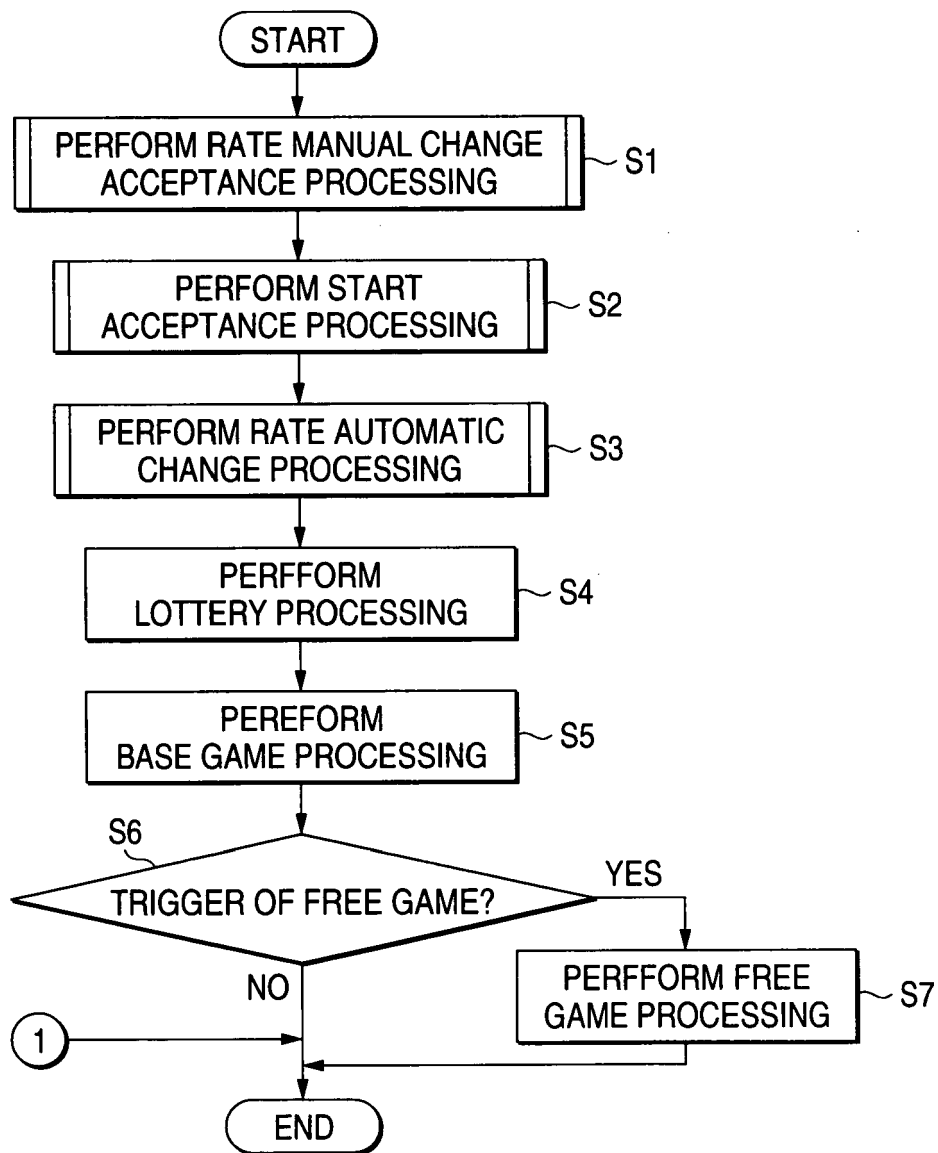 START
PERFORM RATE MANUAL CHANGE
ACCEPTANCE PROCESSING
S1
PERFORM START
ACCEPTANCE PROCESSING
S2
PERFORM RATE AUTOMATIC
CHANGE PROCESSING
S3
PERFFORM
LOTTERY PROCESSING
S4
PEREFORM
BASE GAME PROCESSING
S5
S6
TRIGGER OF FREE GAME?
YES
NO
PERFFORM FREE
GAME PROCESSING
S7
1
END